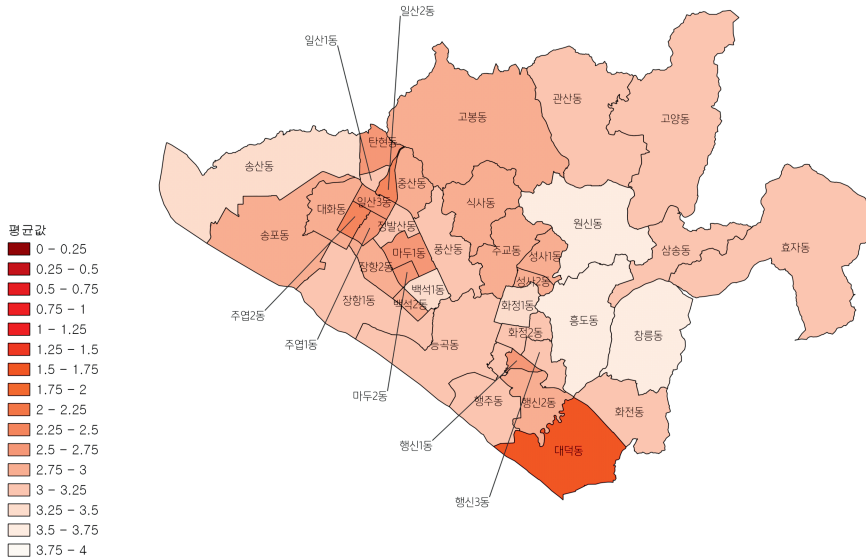 일산2동
일산1동
관산동
고양동
고봉동
탄현동
송산동
중산동
식사동
일산3동
대화동
정발산동
원신동
송포동
풍산동
주교동
삼송동
효자동
마두1동
성사1동
장항2동
성사2동
백석1동
장항1동
백석2동
화정1동
흥도동
창릉동
주엽2동
화정2동
주엽1동
능곡동
마두2동
행주동
행신2동
화전동
행신1동
대덕동
행신3동
평균값
0 - 0.25
0.25 - 0.5
0.5 - 0.75
0.75 - 1
1 - 1.25
1.25 - 1.5
1.5 - 1.75
1.75 - 2
2 - 2.25
2.25 - 2.5
2.5 - 2.75
2.75 - 3
3 - 3.25
3.25 - 3.5
3.5 - 3.75
3.75 - 4